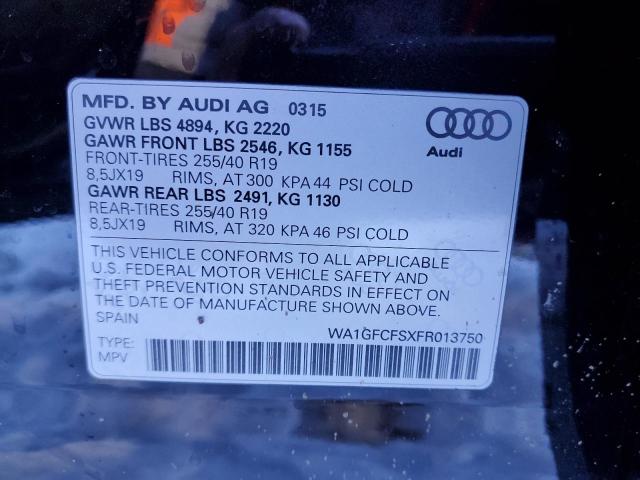 MFD. BY AUDI AG 0315
GVWR LBS 4894, KG 2220
GAWR FRONT LBS 2546, KG 1155
FRONT-TIRES 255/40 R19
8,5JX19 RIMS, AT 300 KPA 44 PSI COLD
GAWR REAR LBS 2491, KG 1130
REAR-TIRES 255/40 R19
8,5JX19 RIMS, AT 320 KPA 46 PSI COLD
Audi
THIS VEHICLE CONFORMS TO ALL APPLICABLE
U.S. FEDERAL MOTOR VEHICLE SAFETY AND
THEFT PREVENTION STANDARDS IN EFFECT ON
THE DATE OF MANUFACTURE SHOWN ABOVE.
SPAIN
WA1GFCFSXFR013750
TYPE:
MPV